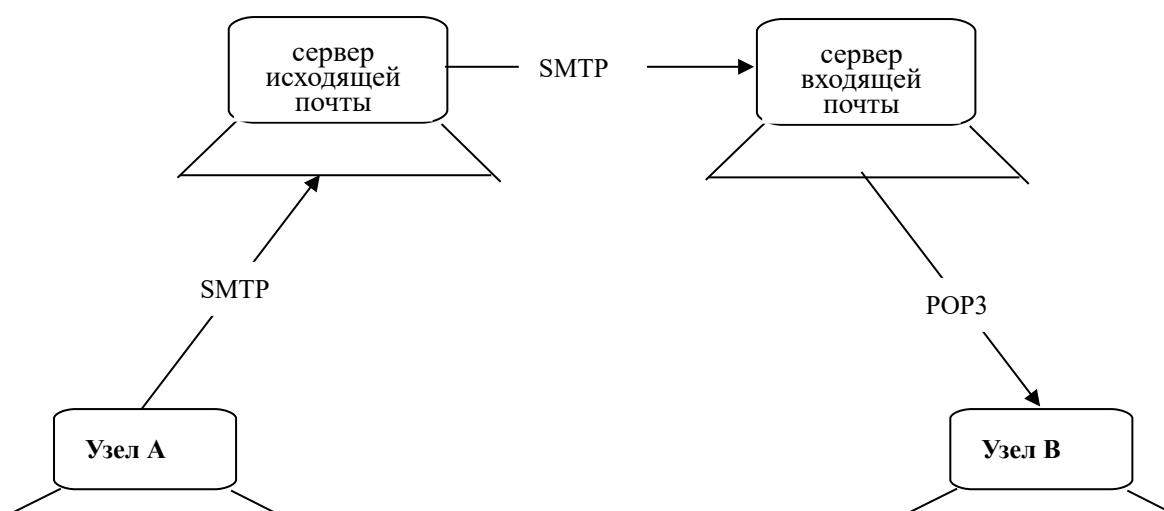 сервер
исходящей
почты
SMTP
сервер
входящей
почты
SMTP
POP3
Узел А
Узел В